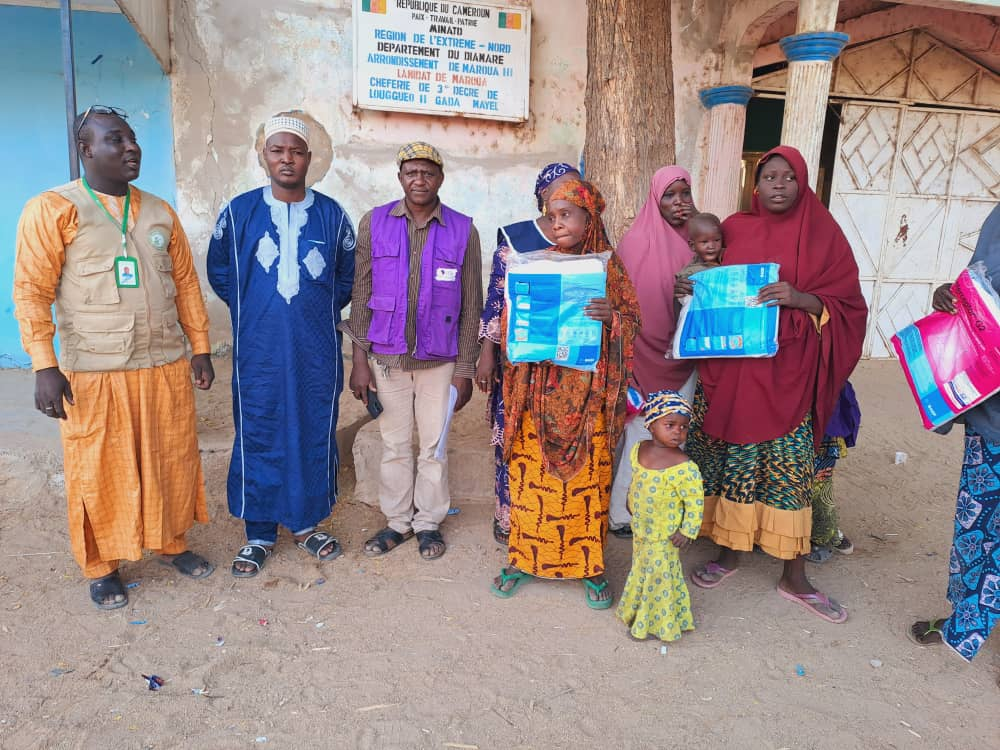 REPUBLIQUE DU CAMEROUN
PAIX - TRAVAIL - PATRIE
MINATD
REGION DE L'EXTREME - NORD
DEPARTEMENT DU DIAMARE
ARRONDISSEMENT DE MAROUA III
LAMIDAT DE MAROUA
CHEFERIE DE 3° DEGRE DE
LOUGGUEO II GADA MAYEL